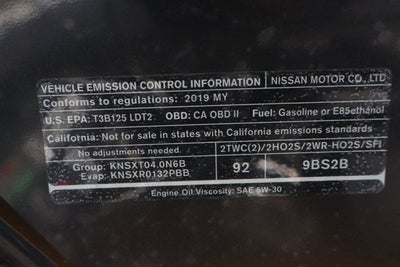 VEHICLE EMISSION CONTROL INFORMATION NISSAN MOTOR CO., LTD
Conforms to regulations: 2019 MY
U.S. EPA: T3B125 LDT2 OBD: CA OBD II Fuel: Gasoline or E85ethanol
California: Not for sale in states with California emissions standards
No adjustments needed. 2TWC(2)/2HO2S/2WR-HO2S/SFI
Group: KNSXT04.0N6B
Evap: KNSXR0132PBB
92 9BS2B
Engine Oil Viscosity: SAE 5W-30